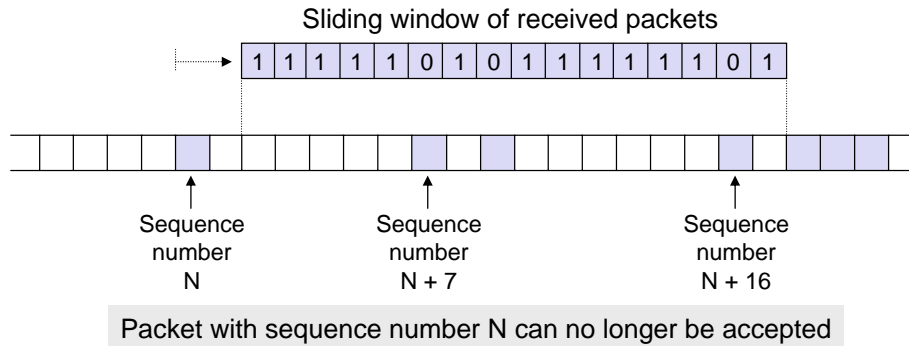 Sliding window of received packets
1 1 1 1 1 0 1 0 1 1 1 1 1 1 0 1
Sequence
number
N
Sequence
number
N + 7
Sequence
number
N + 16
Packet with sequence number N can no longer be accepted